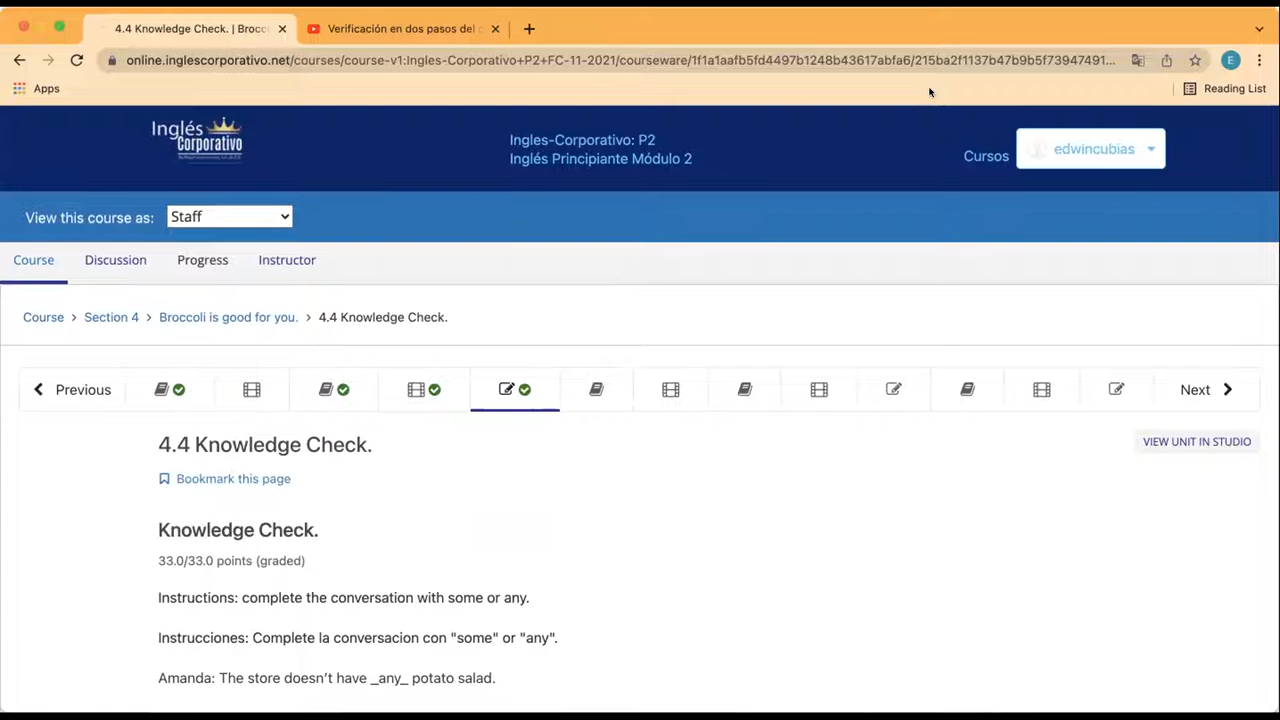 4.4 Knowledge Check. | Brocc
Verificación en dos pasos del
online.inglescorporativo.net/courses/course-v1:Ingles-Corporativo+P2+FC-11-2021/courseware/1f1a1aafb5fd4497b1248b43617abfa6/215ba2f1137b47b9b5f73947491...
E
Apps
Reading List
Inglés
Corporativo
Ingles-Corporativo: P2
Inglés Principiante Módulo 2
Cursos
edwincubias
View this course as:
Staff
Course
Discussion
Progress
Instructor
Course > Section 4 > Broccoli is good for you. > 4.4 Knowledge Check.
Previous
Next
4.4 Knowledge Check.
VIEW UNIT IN STUDIO
Bookmark this page
Knowledge Check.
33.0/33.0 points (graded)
Instructions: complete the conversation with some or any.
Instrucciones: Complete la conversacion con "some" or "any".
Amanda: The store doesn't have _any_ potato salad.